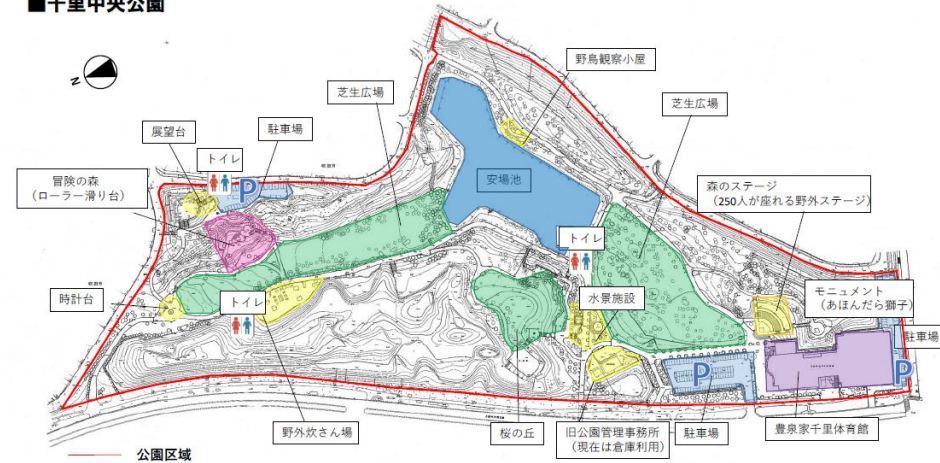 ■千里中央公園
N
野鳥観察小屋
芝生広場
芝生広場
展望台
駐車場
トイレ
P
冒険の森
（ローラー滑り台）
安場池
森のステージ
（250人が座れる野外ステージ）
トイレ
時計台
トイレ
水景施設
モニュメント
（あほんだら獅子）
駐車場
P
P
野外炊さん場
桜の丘
旧公園管理事務所
（現在は倉庫利用）
駐車場
豊泉家千里体育館
公園区域